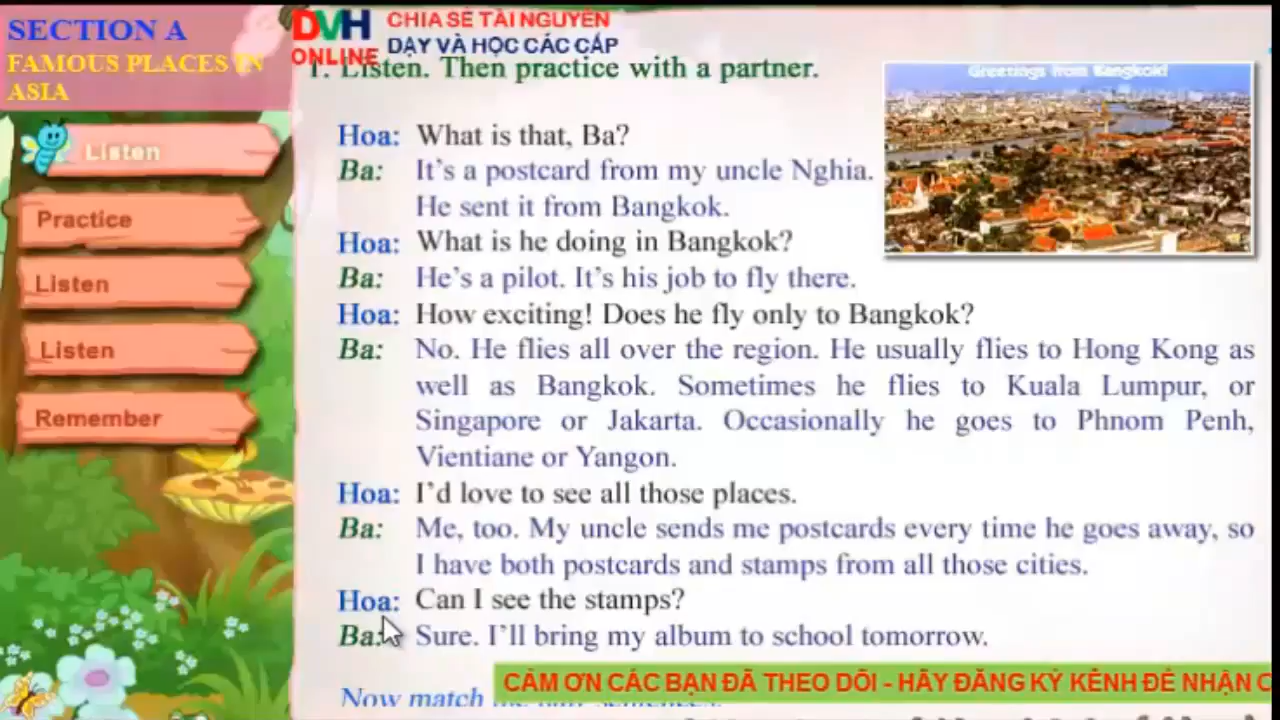 SECTION A
FAMOUS PLACES IN
ASIA
DVH
ONLINE
CHIA SẺ TÀI NGUYÊN
DẠY VÀ HỌC CÁC CẤP
Listen
Practice
Listen
Listen
Remember
1. Listen. Then practice with a partner.
Greetings from Bangkok!
Hoa: What is that, Ba?
Ba: It's a postcard from my uncle Nghia.
He sent it from Bangkok.
Hoa: What is he doing in Bangkok?
Ba: He's a pilot. It's his job to fly there.
Hoa: How exciting! Does he fly only to Bangkok?
Ba: No. He flies all over the region. He usually flies to Hong Kong as
well as Bangkok. Sometimes he flies to Kuala Lumpur, or
Singapore or Jakarta. Occasionally he goes to Phnom Penh,
Vientiane or Yangon.
Hoa: I'd love to see all those places.
Ba: Me, too. My uncle sends me postcards every time he goes away, so
I have both postcards and stamps from all those cities.
Hoa: Can I see the stamps?
Ba: Sure. I'll bring my album to school tomorrow.
Now match
CẢM ƠN CÁC BẠN ĐÃ THEO DÕI - HÃY ĐĂNG KÝ KÊNH ĐỂ NHẬN